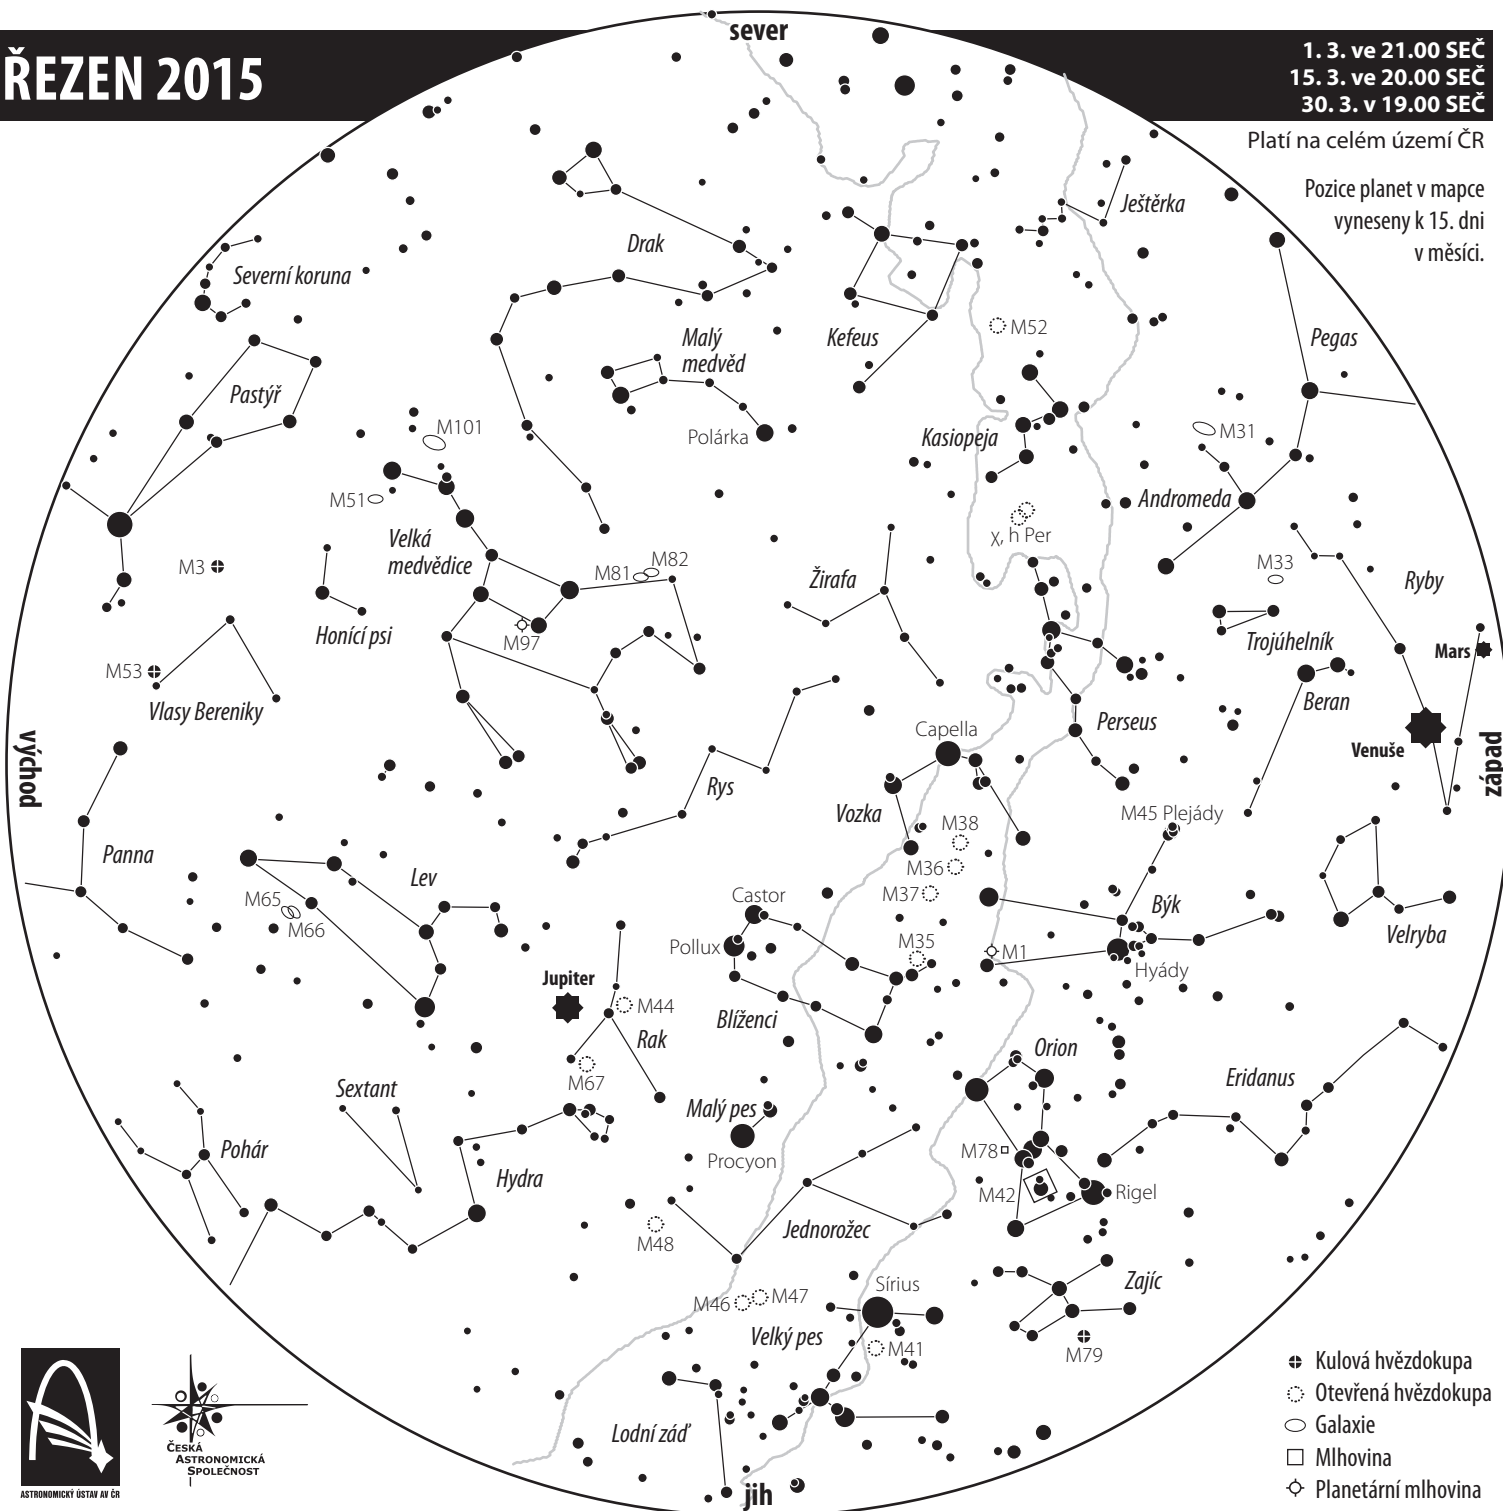 sever
ŘEZEN 2015
1. 3. ve 21.00 SEČ
15. 3. ve 20.00 SEČ
30. 3. v 19.00 SEČ
Platí na celém území ČR
Pozice planet v mapce
vyneseny k 15. dni
v měsíci.
Ještěrka
Drak
Severní koruna
M52
Kefeus
Malý
medvěd
Pegas
Pastýř
M101
Polárka
Kasiopeja
M31
M51
Andromeda
Velká
medvědice
χ, h Per
M3
M81
M82
Žirafa
M33
Ryby
Honící psi
M97
Trojúhelník
Mars
M53
Vlasy Bereniky
Beran
Perseus
Capella
Venuše
východ
západ
Rys
Vozka
M45 Plejády
M38
Panna
M36
Lev
M37
Castor
Býk
M65
M66
Pollux
M35
M1
Velryba
Hyády
Jupiter
M44
Blíženci
Rak
Orion
M67
Eridanus
Sextant
Malý pes
Pohár
M78
Procyon
Hydra
M42
Rigel
Jednorožec
M48
Zajíc
Sírius
M46
M47
Velký pes
M41
M79
Lodní záď
jih
Kulová hvězdokupa
Otevřená hvězdokupa
Galaxie
Mlhovina
Planetární mlhovina
ČESKÁ
ASTRONOMICKÁ
SPOLEČNOST
ASTRONOMICKÝ ÚSTAV AV ČR